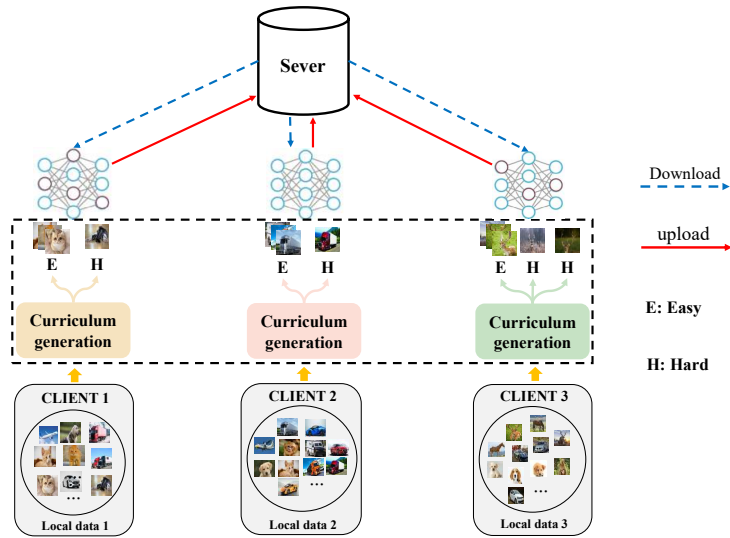 Sever
Download
upload
E H
E H
E H H
E: Easy
H: Hard
Curriculum
generation
Curriculum
generation
Curriculum
generation
CLIENT 1
CLIENT 2
CLIENT 3
...
...
...
Local data 1
Local data 2
Local data 3